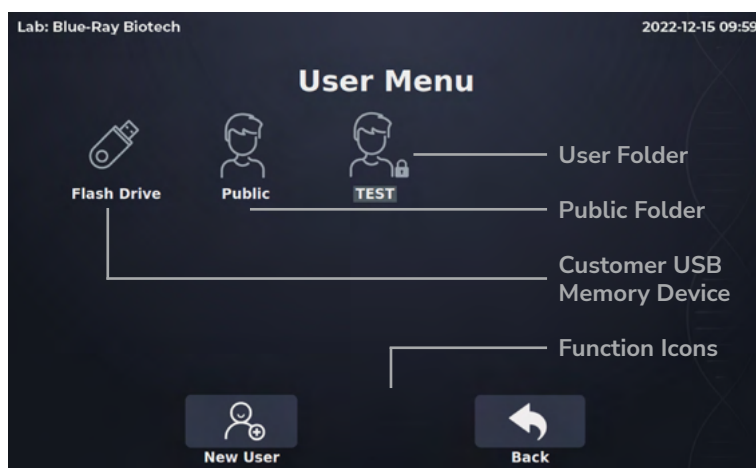 Lab: Blue-Ray Biotech
2022-12-15 09:59
User Menu
Flash Drive
Public
TEST
User Folder
Public Folder
Customer USB
Memory Device
Function Icons
New User
Back